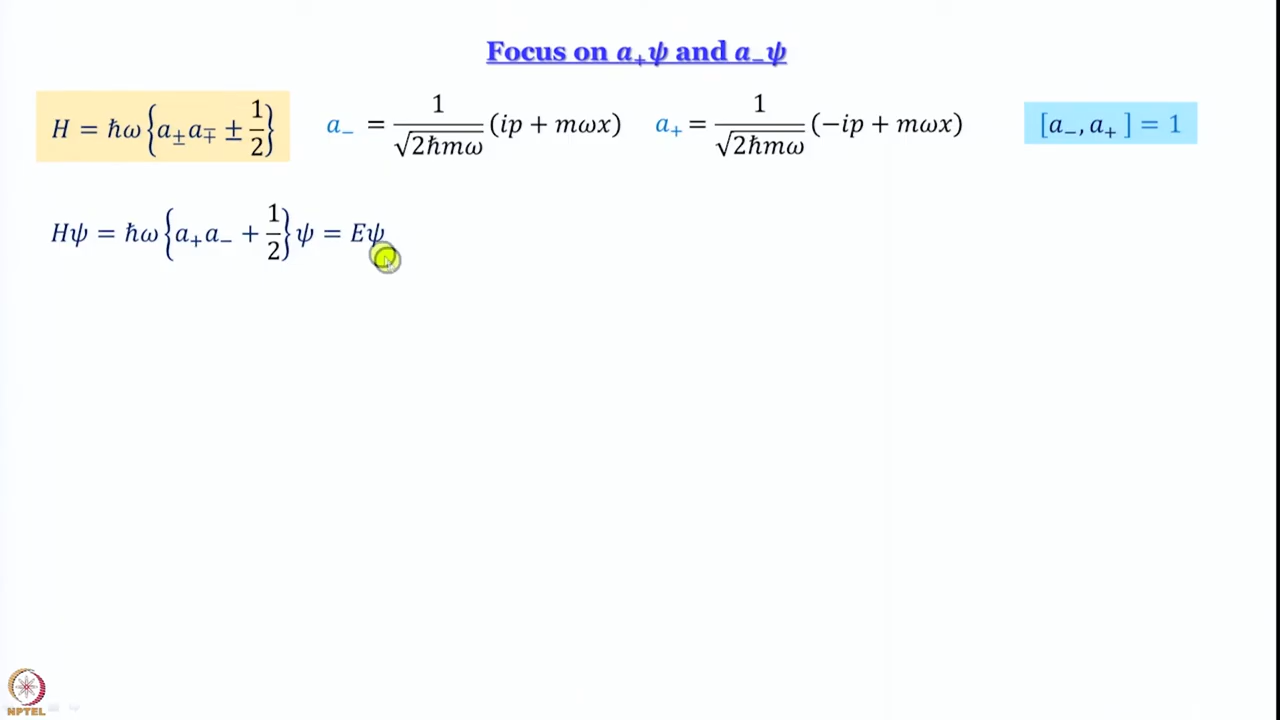 Focus on a₊ψ and a₋ψ
H = ħω{a±a∓ ± 1/2} a₋ = 1/√(2ħmω) (ip + mωx) a₊ = 1/√(2ħmω) (−ip + mωx) [a₋, a₊] = 1
Hψ = ħω{a₊a₋ + 1/2}ψ = Eψ
NPTEL